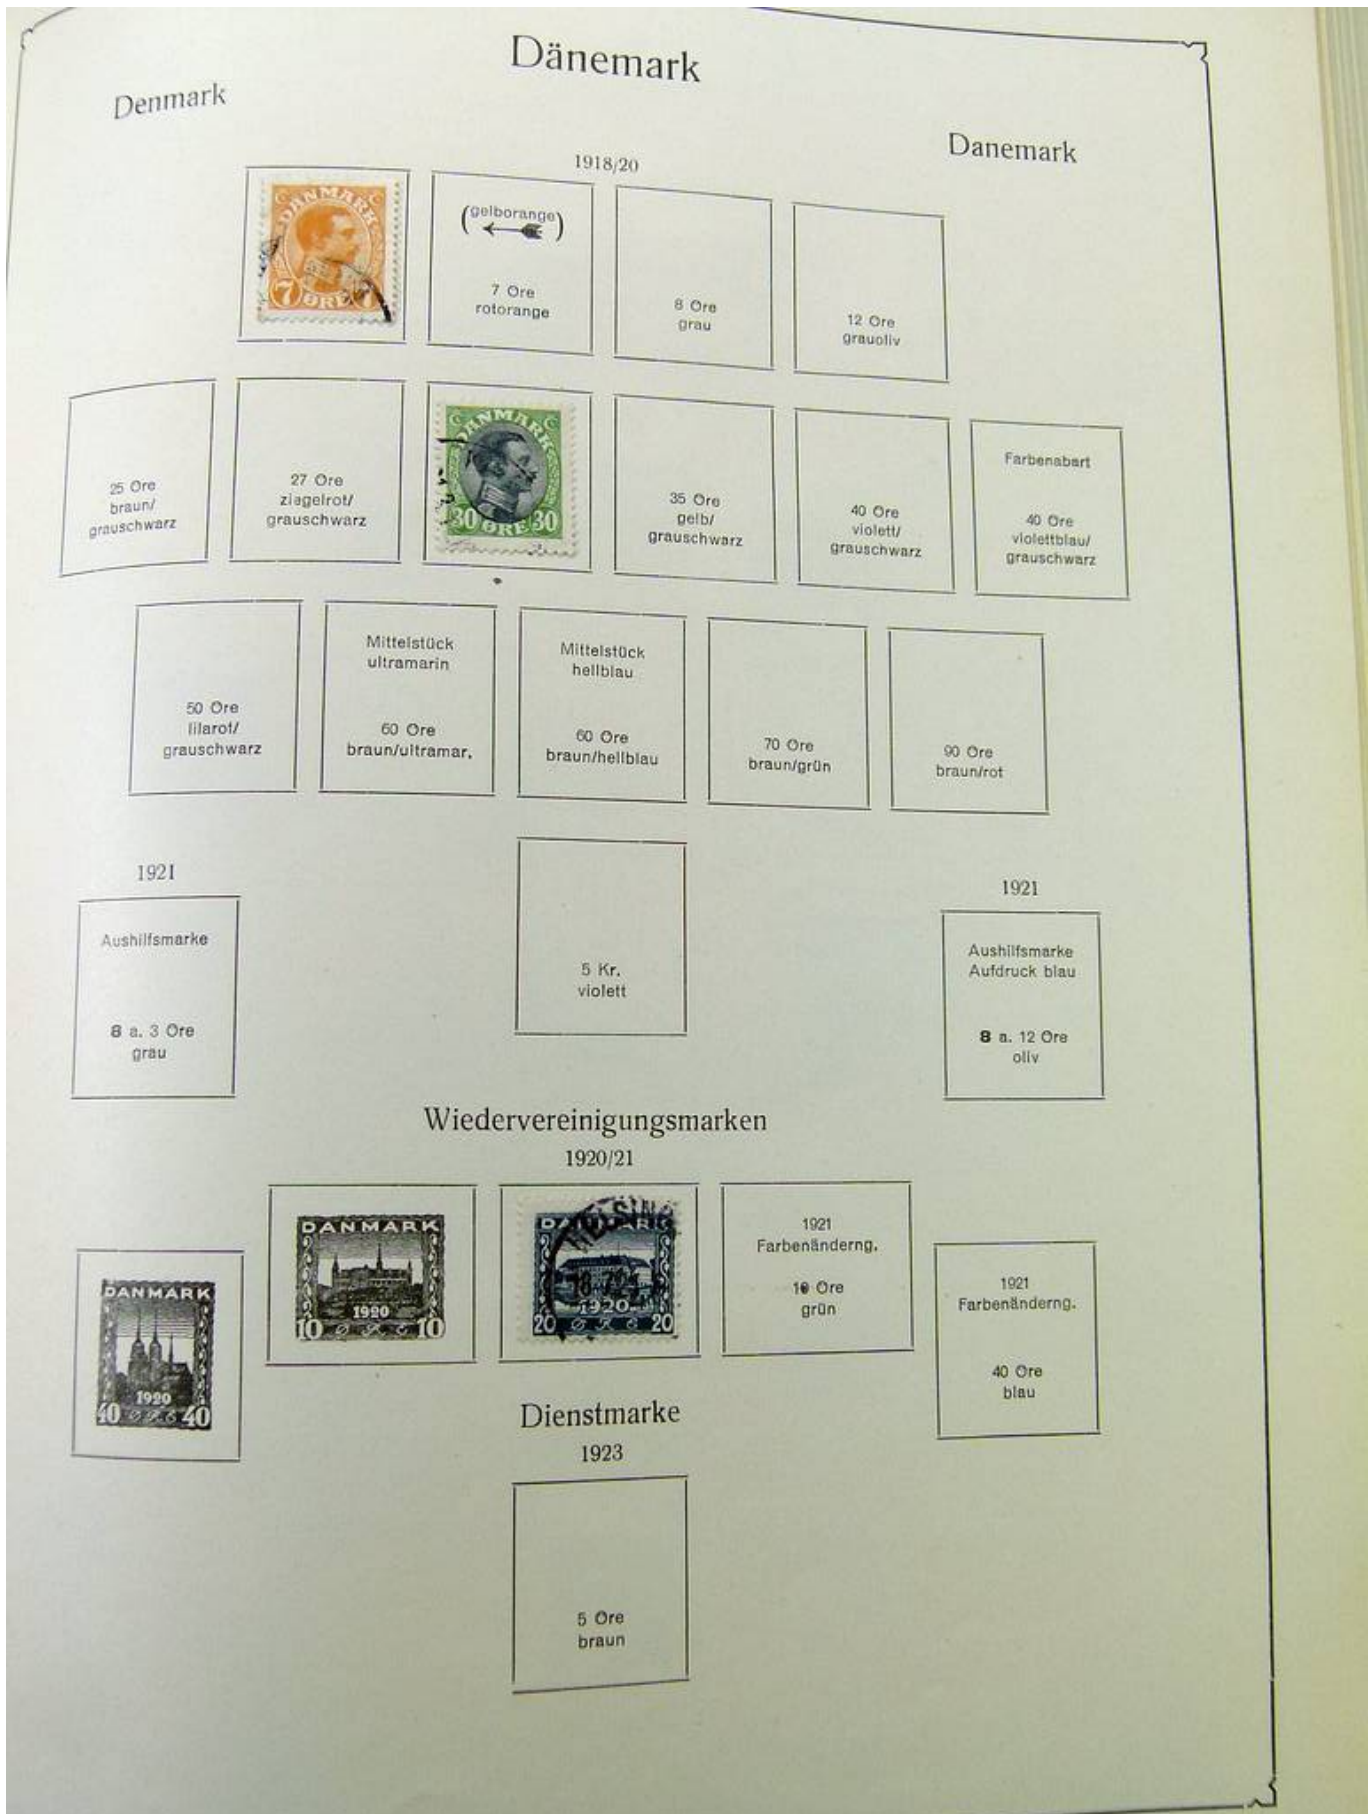 Dänemark
Denmark
Danemark
1918/20
DANMARK
7 ØRE 7
(gelborange)
7 Ore
rotorange
8 Ore
grau
12 Ore
grauoliv
25 Ore
braun/
grauschwarz
27 Ore
ziegelrot/
grauschwarz
DANMARK
30 ØRE 30
35 Ore
gelb/
grauschwarz
40 Ore
violett/
grauschwarz
Farbenabart
40 Ore
violettblau/
grauschwarz
50 Ore
lilarot/
grauschwarz
Mittelstück
ultramarin
60 Ore
braun/ultramar.
Mittelstück
hellblau
60 Ore
braun/hellblau
70 Ore
braun/grün
90 Ore
braun/rot
1921
Aushilfsmarke
8 a. 3 Ore
grau
5 Kr.
violett
1921
Aushilfsmarke
Aufdruck blau
8 a. 12 Ore
oliv
Wiedervereinigungsmarken
1920/21
DANMARK
1920
40 ØRE 40
DANMARK
1920
10 ØRE 10
DANMARK
1920
20 ØRE 20
1921
Farbenänderng.
10 Ore
grün
1921
Farbenänderng.
40 Ore
blau
Dienstmarke
1923
5 Ore
braun